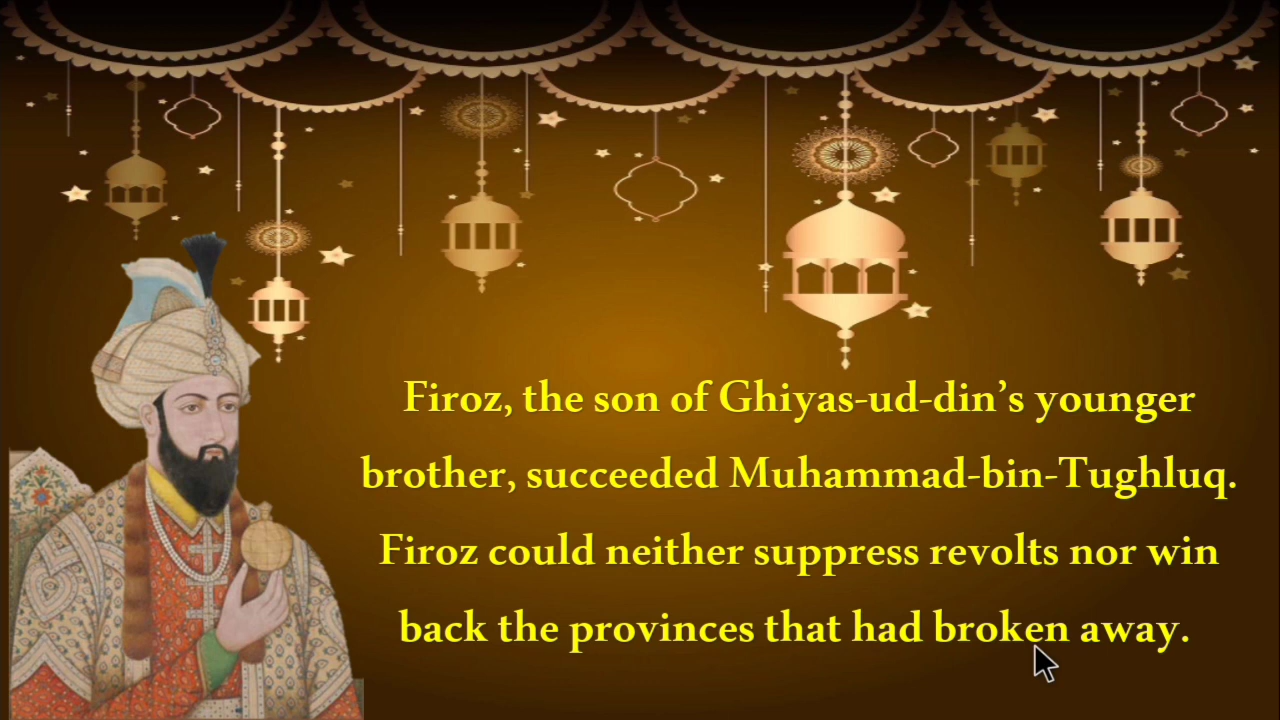 Firoz, the son of Ghiyas-ud-din’s younger
brother, succeeded Muhammad-bin-Tughluq.
Firoz could neither suppress revolts nor win
back the provinces that had broken away.